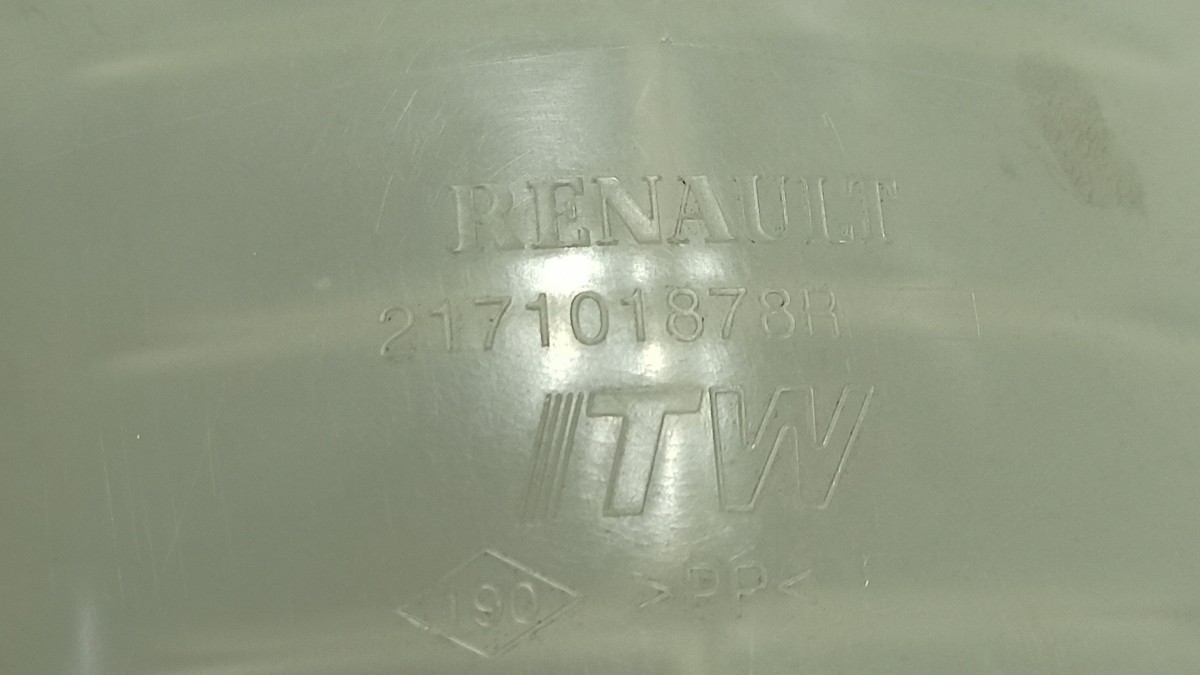 RENAULT
217101878R
ITW
190 >PP<